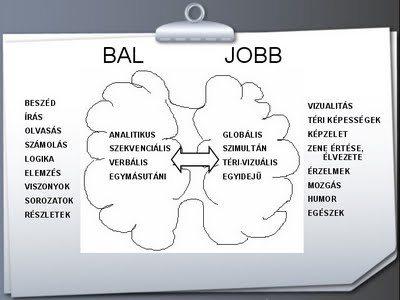 BAL
JOBB
BESZÉD
ÍRÁS
OLVASÁS
SZÁMOLÁS
LOGIKA
ELEMZÉS
VISZONYOK
SOROZATOK
RÉSZLETEK
ANALITIKUS
SZEKVENCIÁLIS
VERBÁLIS
EGYMÁSUTÁNI
GLOBÁLIS
SZIMULTÁN
TÉRI-VIZUÁLIS
EGYIDEJŰ
VIZUALITÁS
TÉRI KÉPESSÉGEK
KÉPZELET
ZENE ÉRTÉSE,
ÉLVEZETE
ÉRZELMEK
MOZGÁS
HUMOR
EGÉSZEK